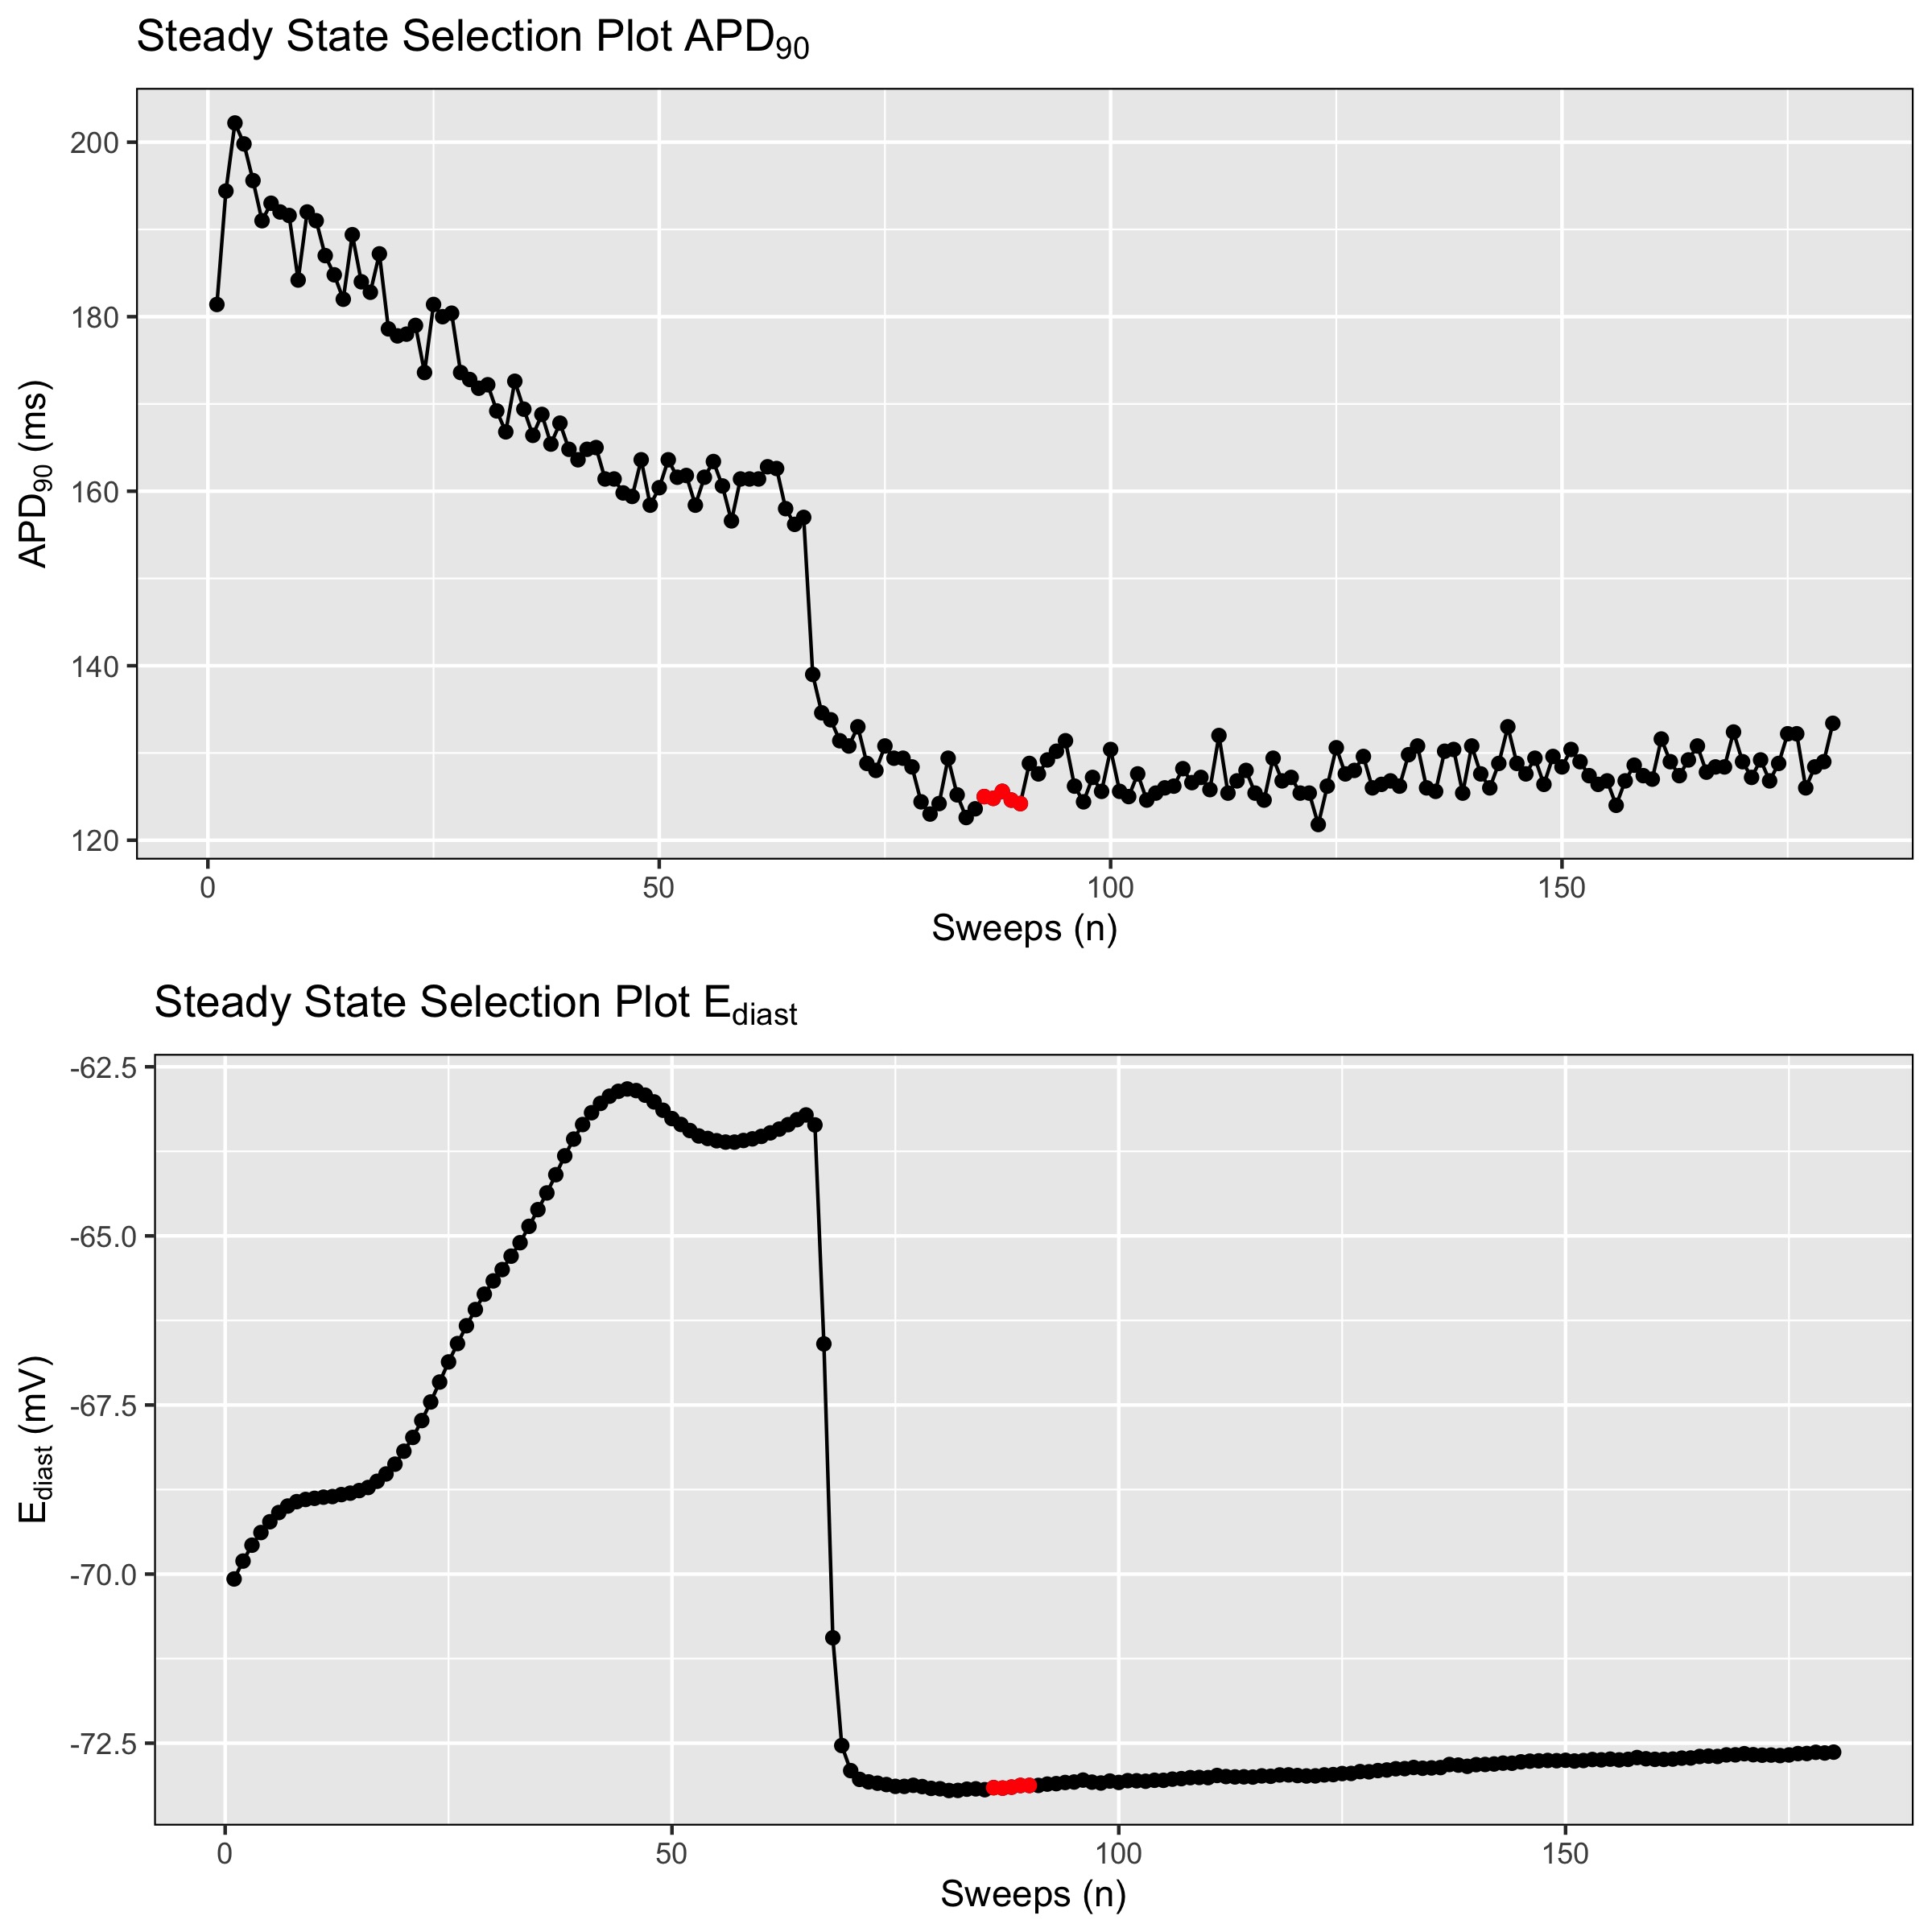 Steady State Selection Plot APD90
200
180
160
140
120
APD90 (ms)
0 50 100 150
Sweeps (n)
Steady State Selection Plot Ediast
-62.5
-65.0
-67.5
-70.0
-72.5
Ediast (mV)
0 50 100 150
Sweeps (n)